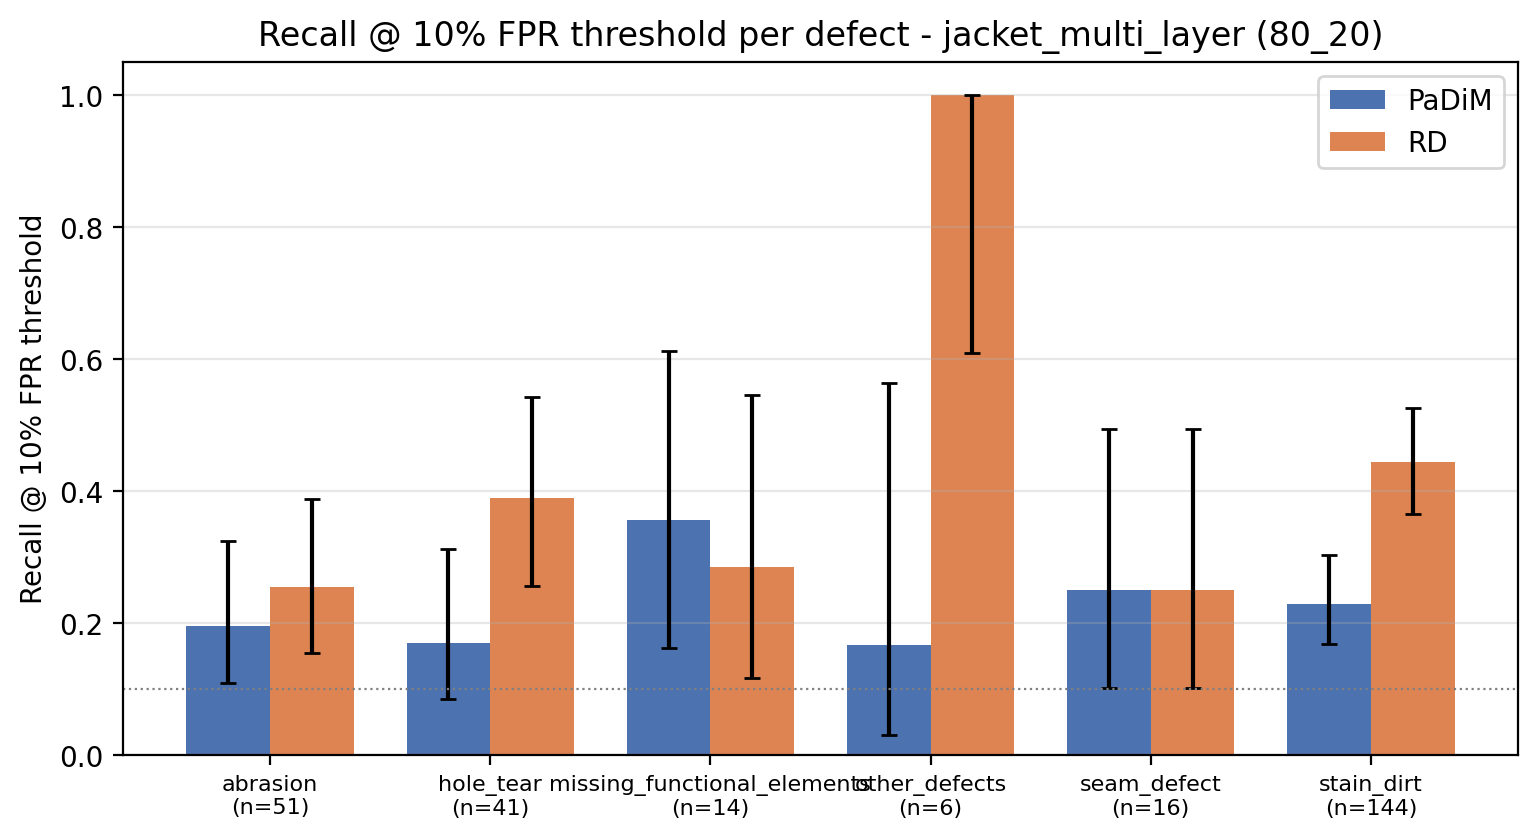 Recall @ 10% FPR threshold per defect - jacket_multi_layer (80_20)
PaDiM
RD
Recall @ 10% FPR threshold
1.0
0.8
0.6
0.4
0.2
0.0
abrasion
(n=51)
hole_tear
(n=41)
missing_functional_elements
(n=14)
other_defects
(n=6)
seam_defect
(n=16)
stain_dirt
(n=144)